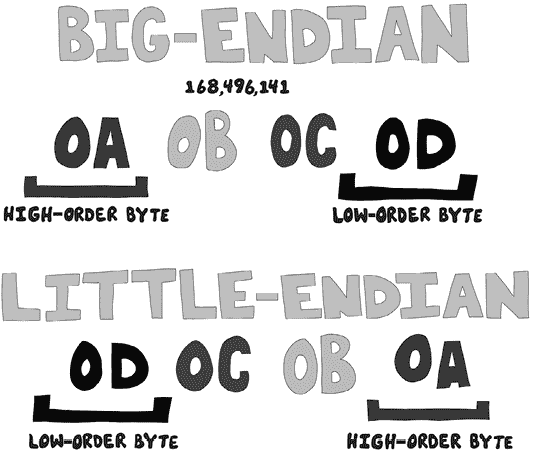 BIG-ENDIAN
168,496,141
0A 0B 0C 0D
HIGH-ORDER BYTE LOW-ORDER BYTE
LITTLE-ENDIAN
0D 0C 0B 0A
LOW-ORDER BYTE HIGH-ORDER BYTE